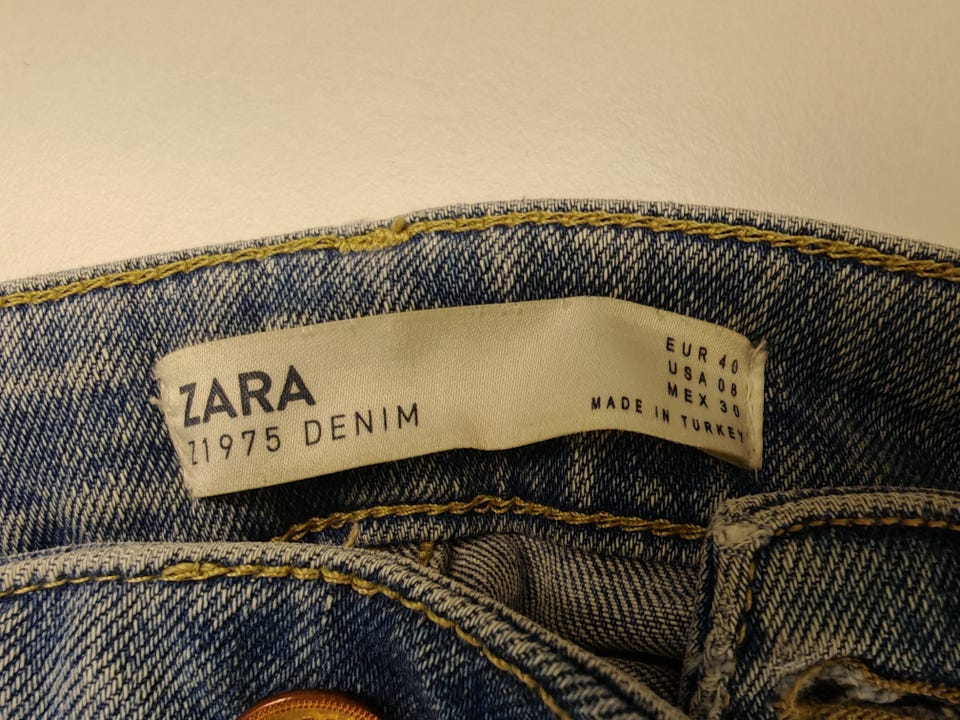 ZARA
Z1975 DENIM
EUR 40
USA 08
MEX 30
MADE IN TURKEY